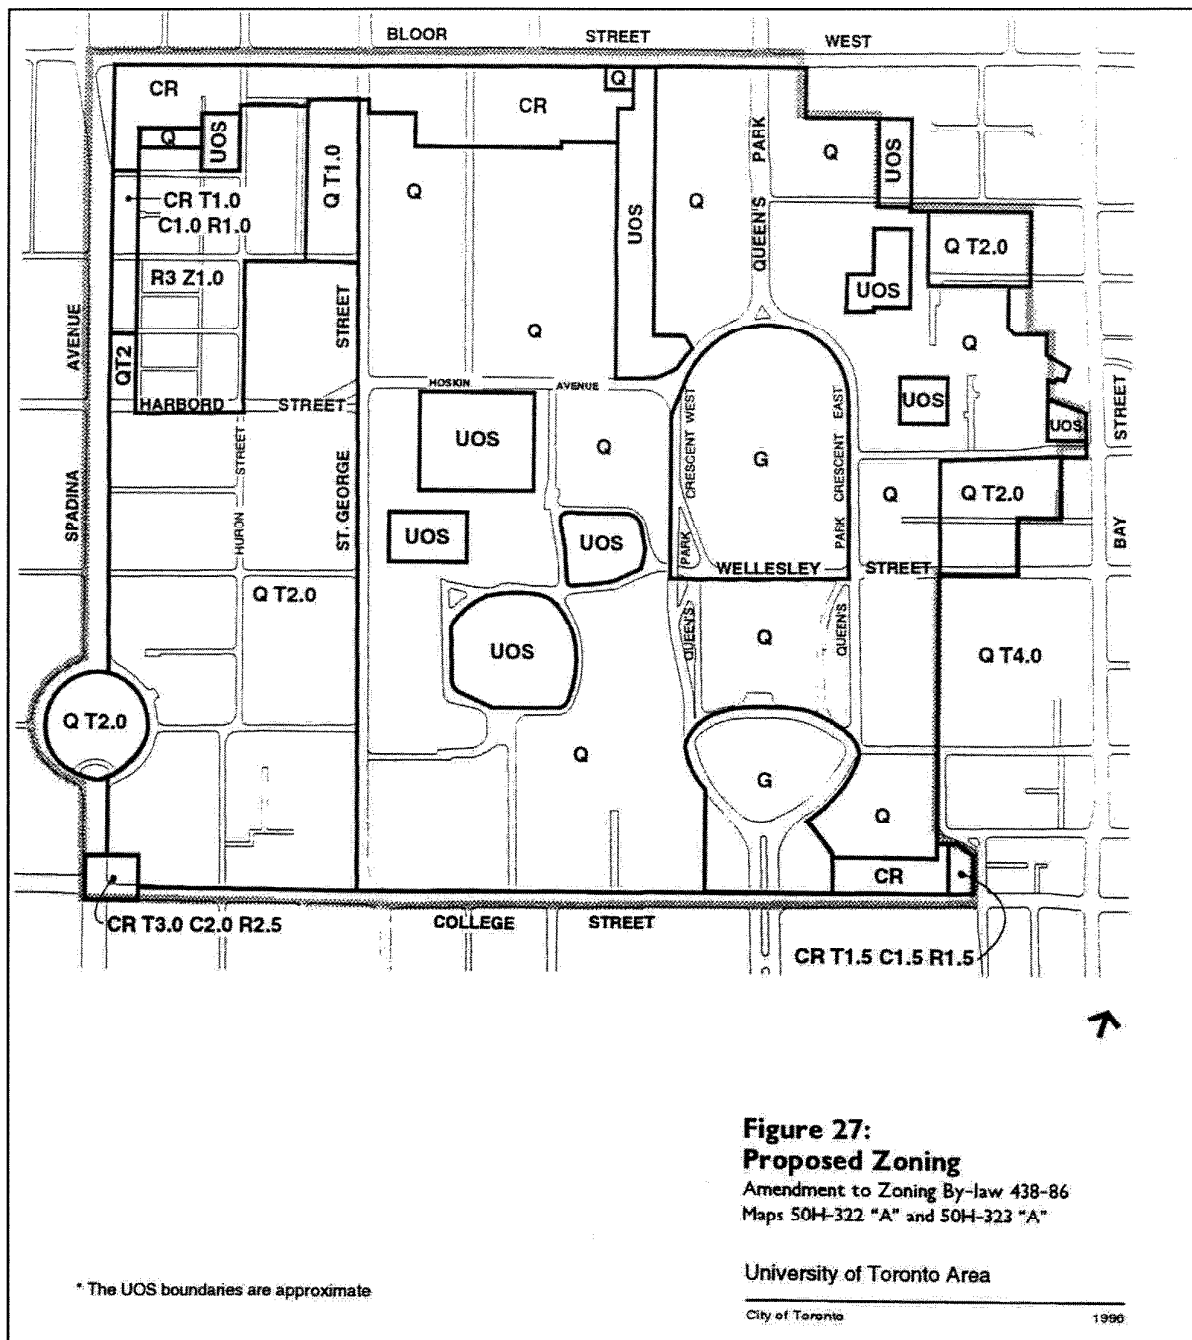 BLOOR STREET WEST
CR
Q
CR
Q
UOS
Q T1.0
Q
UOS
Q
QUEEN'S PARK
Q
UOS
CR T1.0
C1.0 R1.0
Q T2.0
R3 Z1.0
UOS
AVENUE
STREET
Q
Q
QT2
HOSKIN AVENUE
HARBORD STREET
UOS
UOS
STREET
CRESCENT WEST
CRESCENT EAST
UOS
Q
G
HURON STREET
SPADINA
ST. GEORGE
Q
Q T2.0
UOS
UOS
PARK
PARK
BAY
WELLESLEY STREET
Q T2.0
QUEEN'S
QUEEN'S
Q
UOS
Q T4.0
Q T2.0
Q
G
Q
CR
CR T3.0 C2.0 R2.5
COLLEGE STREET
CR T1.5 C1.5 R1.5
Figure 27:
Proposed Zoning
Amendment to Zoning By-law 438-86
Maps 50H-322 "A" and 50H-323 "A"
University of Toronto Area
* The UOS boundaries are approximate
City of Toronto 1996